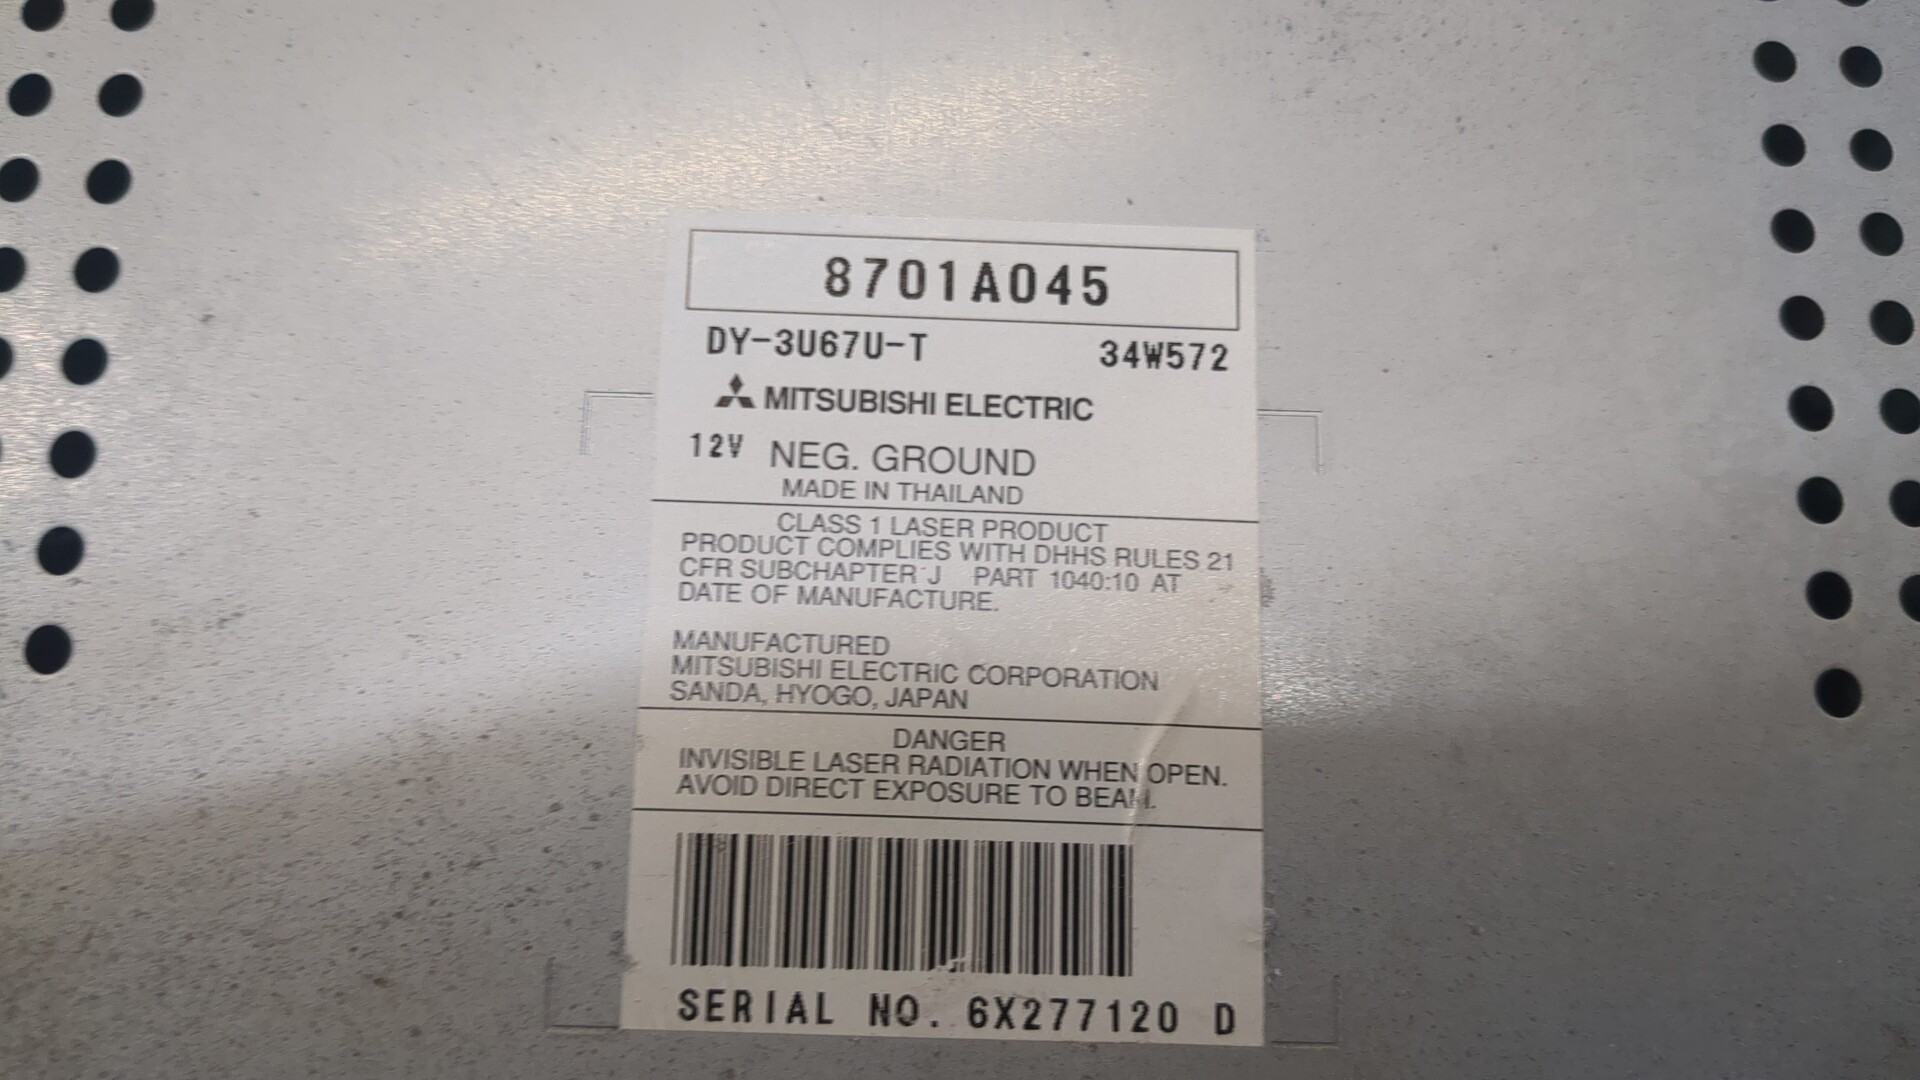 8701A045
DY-3U67U-T 34W572
MITSUBISHI ELECTRIC
12V NEG. GROUND
MADE IN THAILAND
CLASS 1 LASER PRODUCT
PRODUCT COMPLIES WITH DHHS RULES 21
CFR SUBCHAPTER J PART 1040:10 AT
DATE OF MANUFACTURE.
MANUFACTURED
MITSUBISHI ELECTRIC CORPORATION
SANDA, HYOGO, JAPAN
DANGER
INVISIBLE LASER RADIATION WHEN OPEN.
AVOID DIRECT EXPOSURE TO BEAM.
SERIAL NO. 6X277120 D